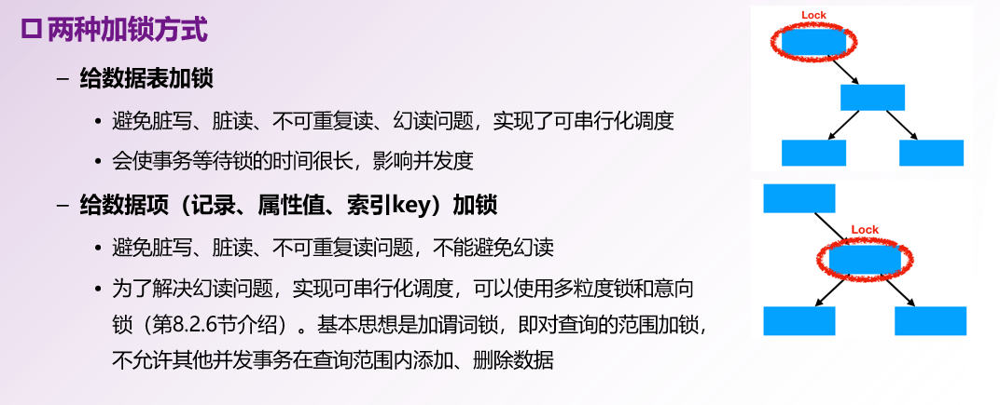 两种加锁方式
– 给数据表加锁
• 避免脏写、脏读、不可重复读、幻读问题，实现了可串行化调度
• 会使事务等待锁的时间很长，影响并发度
– 给数据项（记录、属性值、索引key）加锁
• 避免脏写、脏读、不可重复读问题，不能避免幻读
• 为了解决幻读问题，实现可串行化调度，可以使用多粒度锁和意向
锁（第8.2.6节介绍）。基本思想是加谓词锁，即对查询的范围加锁，
不允许其他并发事务在查询范围内添加、删除数据
Lock
Lock